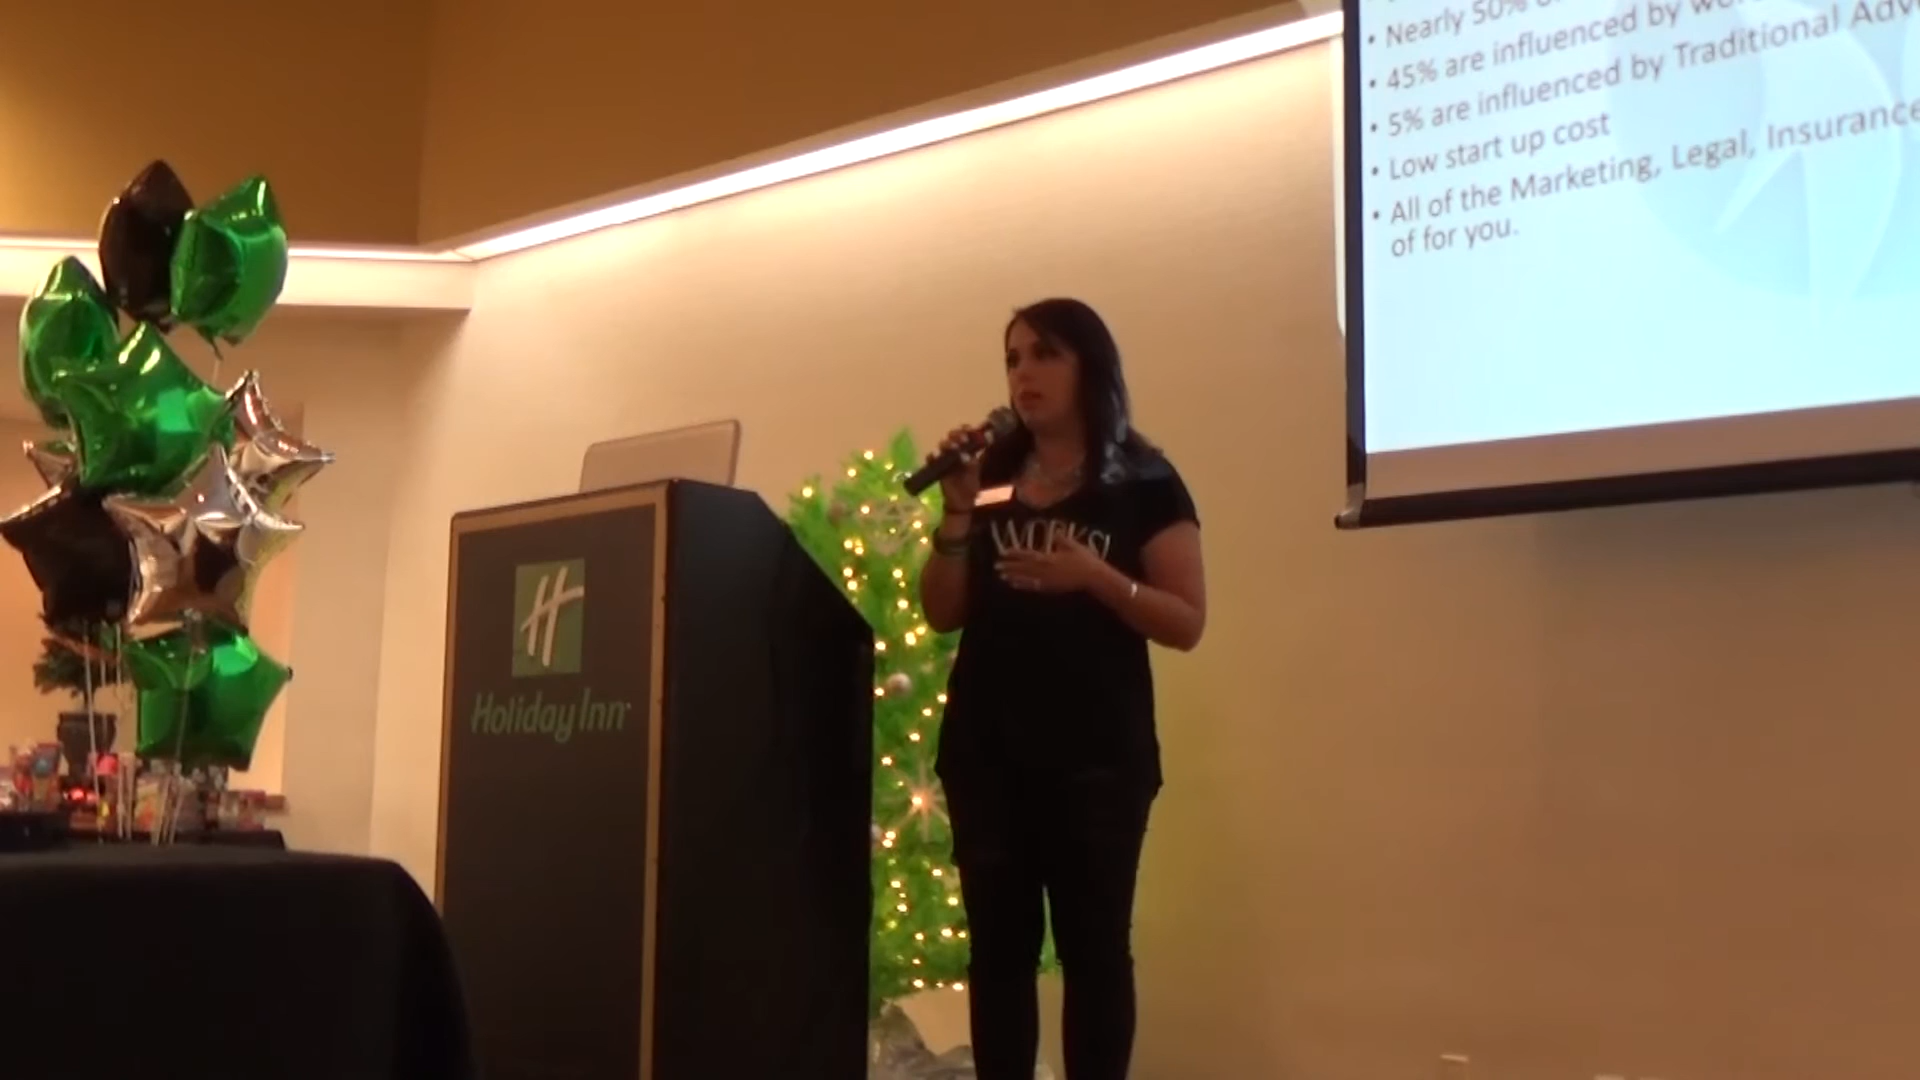 • Nearly 50%
• 45% are influenced by
• 5% are influenced by Traditional
• Low start up cost
• All of the Marketing, Legal, Insurance
of for you.
WORKS!
H
Holiday Inn